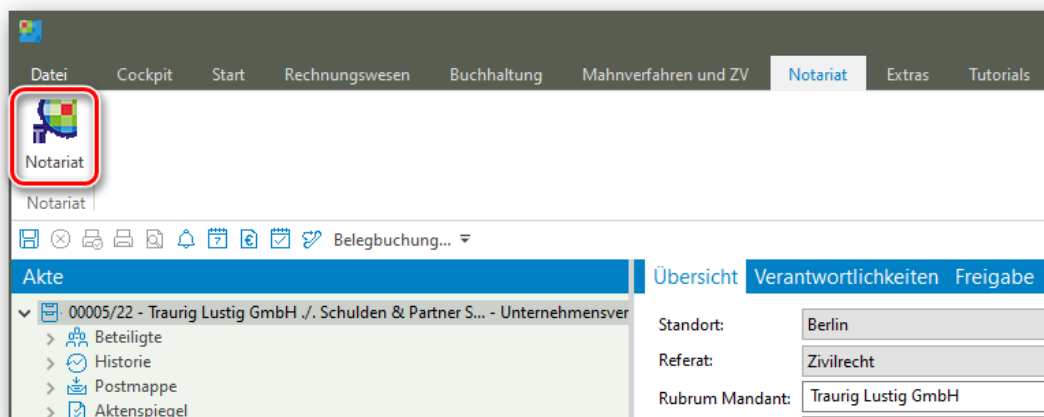 Datei Cockpit Start Rechnungswesen Buchhaltung Mahnverfahren und ZV Notariat Extras Tutorials
Notariat
Notariat
Belegbuchung...
Akte
Übersicht Verantwortlichkeiten Freigabe
00005/22 - Traurig Lustig GmbH ./. Schulden & Partner S... - Unternehmensver
Beteiligte
Historie
Postmappe
Aktenspiegel
Standort: Berlin
Referat: Zivilrecht
Rubrum Mandant: Traurig Lustig GmbH